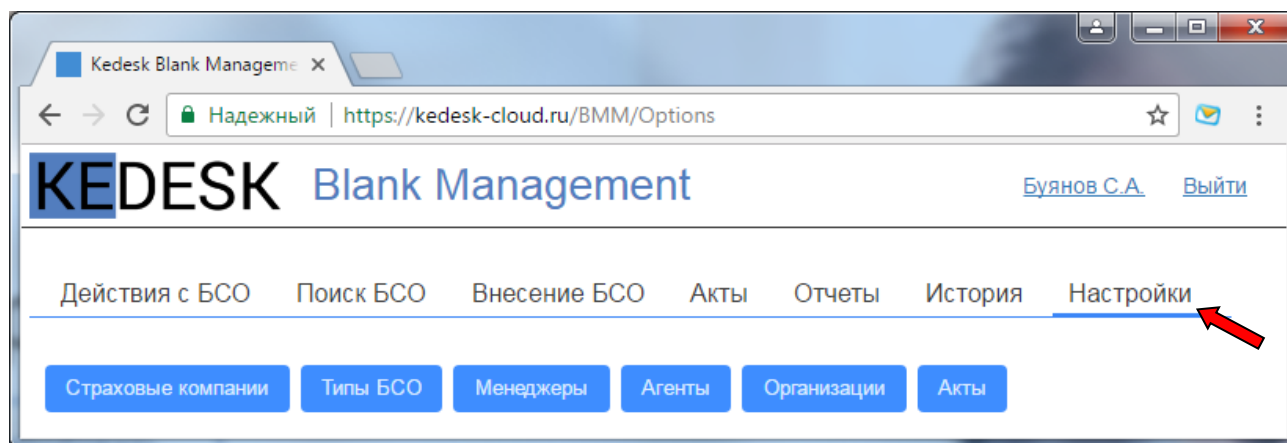 Kedesk Blank Manageme
Надежный | https://kedesk-cloud.ru/BMM/Options
KEDESK Blank Management Буянов С.А. Выйти
Действия с БСО Поиск БСО Внесение БСО Акты Отчеты История Настройки
Страховые компании Типы БСО Менеджеры Агенты Организации Акты